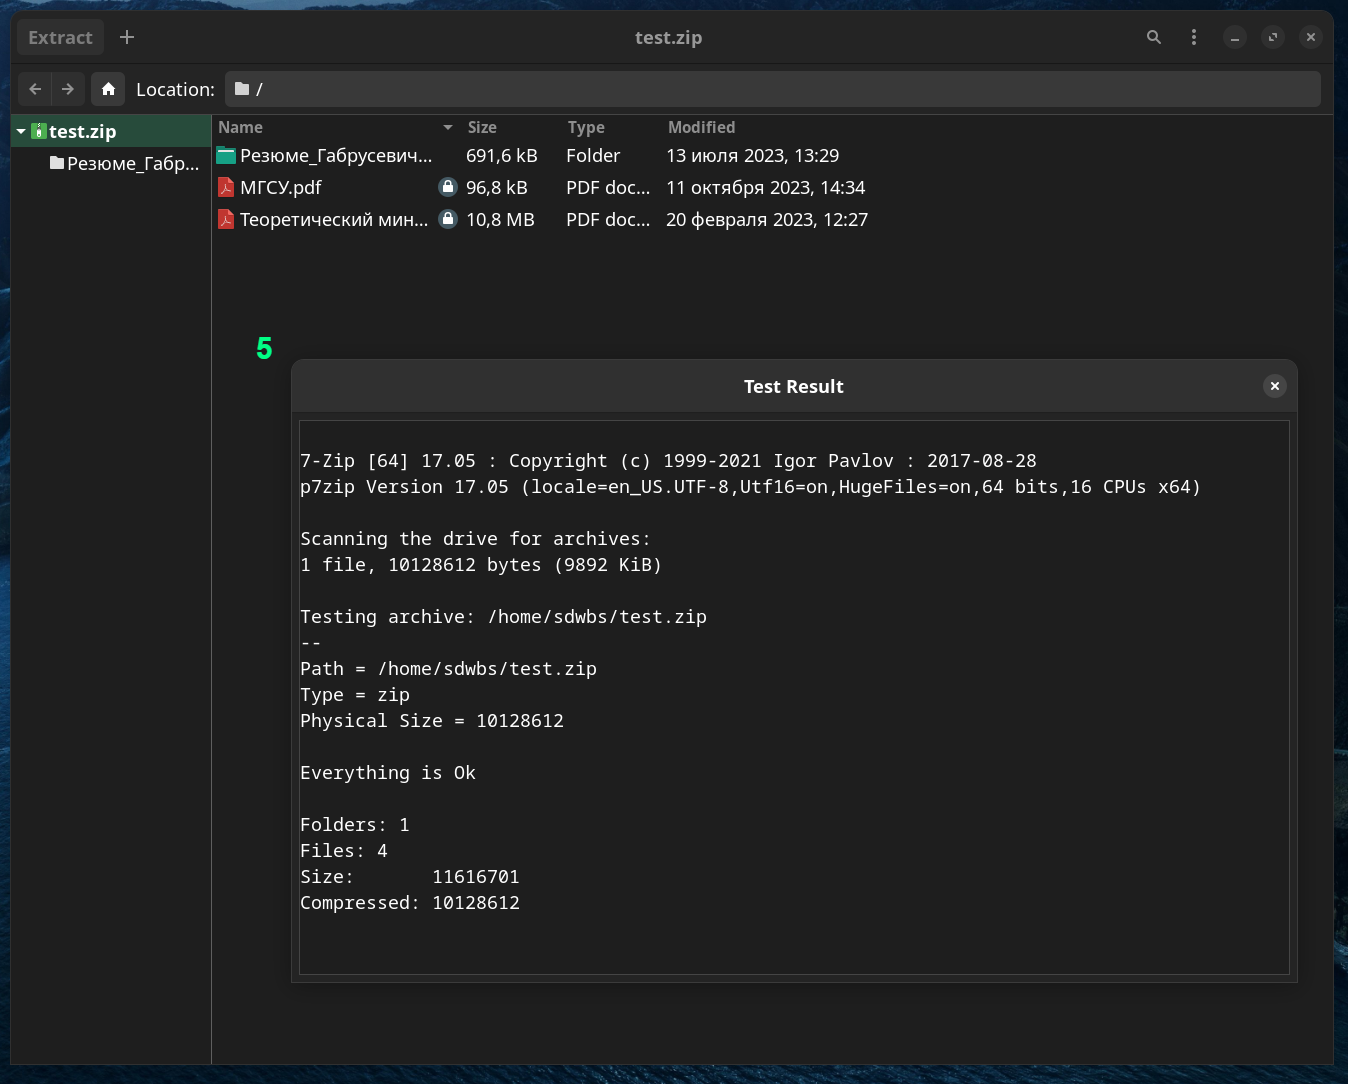 Extract
test.zip
Location: /
test.zip
Резюме_Габр...
Name Size Type Modified
Резюме_Габрусевич... 691,6 kB Folder 13 июля 2023, 13:29
МГСУ.pdf 96,8 kB PDF doc... 11 октября 2023, 14:34
Теоретический мин... 10,8 MB PDF doc... 20 февраля 2023, 12:27
5
Test Result
7-Zip [64] 17.05 : Copyright (c) 1999-2021 Igor Pavlov : 2017-08-28
p7zip Version 17.05 (locale=en_US.UTF-8,Utf16=on,HugeFiles=on,64 bits,16 CPUs x64)
Scanning the drive for archives:
1 file, 10128612 bytes (9892 KiB)
Testing archive: /home/sdwbs/test.zip
--
Path = /home/sdwbs/test.zip
Type = zip
Physical Size = 10128612
Everything is Ok
Folders: 1
Files: 4
Size: 11616701
Compressed: 10128612